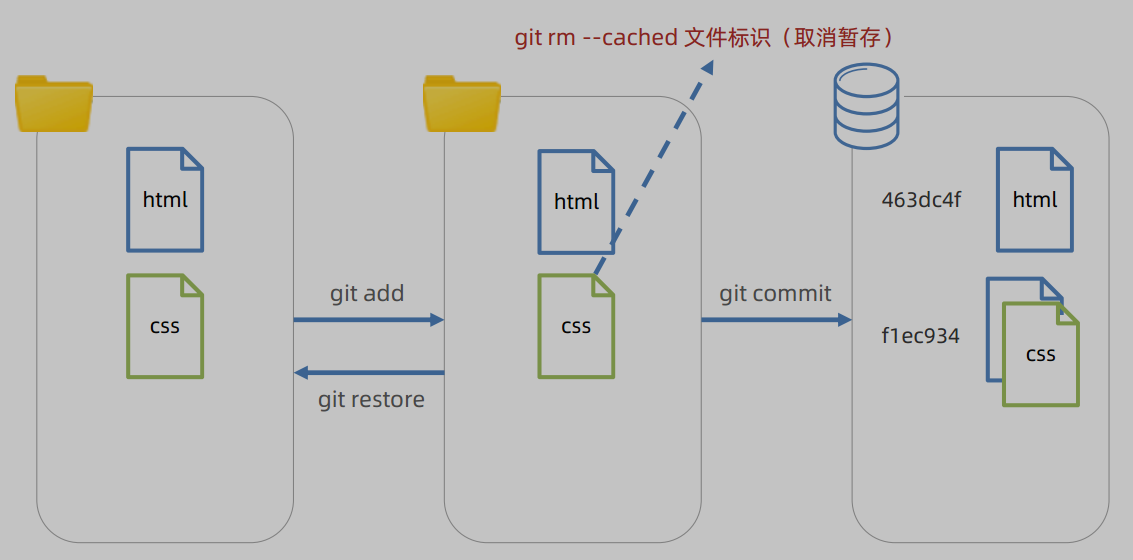 git rm --cached 文件标识（取消暂存）
html
css
git add
git restore
html
css
git commit
463dc4f
html
f1ec934
css